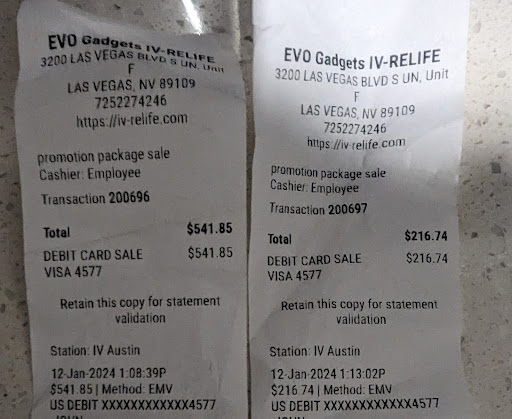 EVO Gadgets IV-RELIFE
3200 LAS VEGAS BLVD S UN, Unit
F
LAS VEGAS, NV 89109
7252274246
https://iv-relife.com
promotion package sale
Cashier: Employee
Transaction 200696
Total $541.85
DEBIT CARD SALE $541.85
VISA 4577
Retain this copy for statement
validation
Station: IV Austin
12-Jan-2024 1:08:39P
$541.85 | Method: EMV
US DEBIT XXXXXXXXXXXX4577
EVO Gadgets IV-RELIFE
3200 LAS VEGAS BLVD S UN, Unit
F
LAS VEGAS, NV 89109
7252274246
https://iv-relife.com
promotion package sale
Cashier: Employee
Transaction 200697
Total $216.74
DEBIT CARD SALE $216.74
VISA 4577
Retain this copy for statement
validation
Station: IV Austin
12-Jan-2024 1:13:02P
$216.74 | Method: EMV
US DEBIT XXXXXXXXXXXX4577